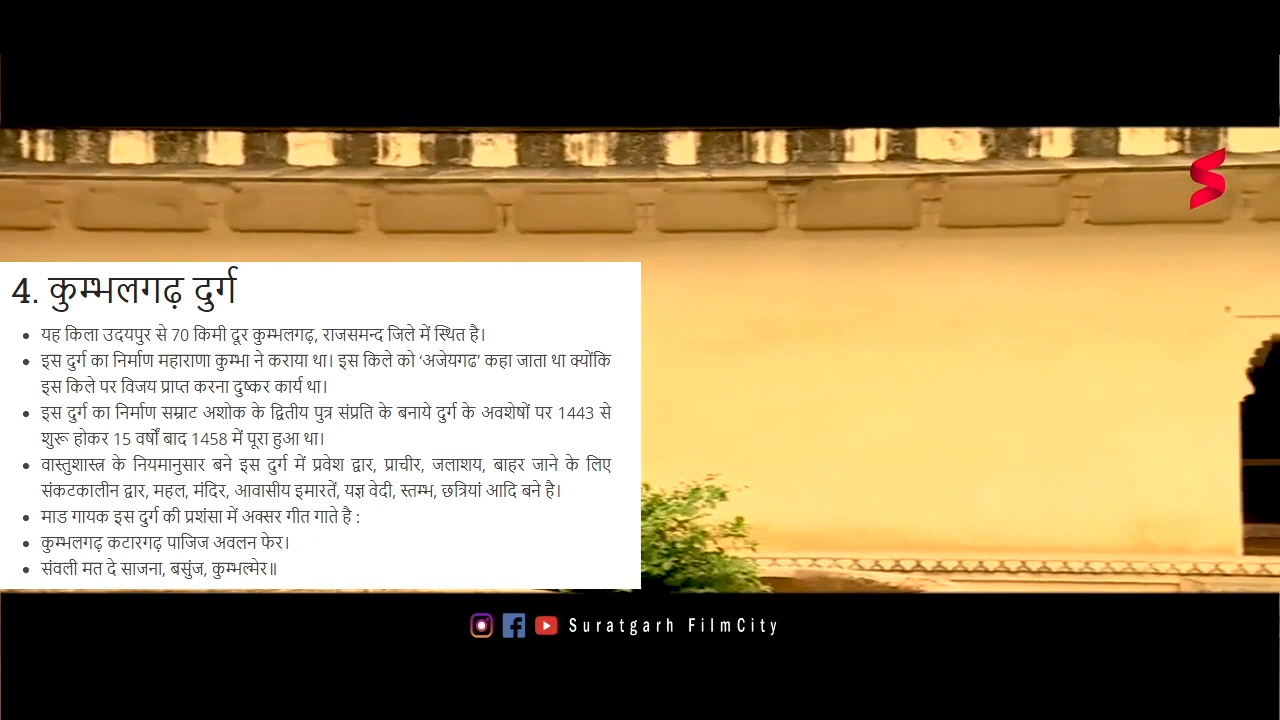 4. कुम्भलगढ़ दुर्ग
यह किला उदयपुर से 70 किमी दूर कुम्भलगढ़, राजसमन्द जिले में स्थित है।
इस दुर्ग का निर्माण महाराणा कुम्भा ने कराया था। इस किले को ‘अजेयगढ’ कहा जाता था क्योंकि
इस किले पर विजय प्राप्त करना दुष्कर कार्य था।
इस दुर्ग का निर्माण सम्राट अशोक के द्वितीय पुत्र संप्रति के बनाये दुर्ग के अवशेषों पर 1443 से
शुरू होकर 15 वर्षों बाद 1458 में पूरा हुआ था।
वास्तुशास्त्र के नियमानुसार बने इस दुर्ग में प्रवेश द्वार, प्राचीर, जलाशय, बाहर जाने के लिए
संकटकालीन द्वार, महल, मंदिर, आवासीय इमारतें, यज्ञ वेदी, स्तम्भ, छत्रियां आदि बने है।
माड गायक इस दुर्ग की प्रशंसा में अक्सर गीत गाते है :
कुम्भलगढ़ कटारगढ़ पाजिज अवलन फेर।
संवली मत दे साजना, बसुंज, कुम्भल्मेर॥
Suratgarh FilmCity